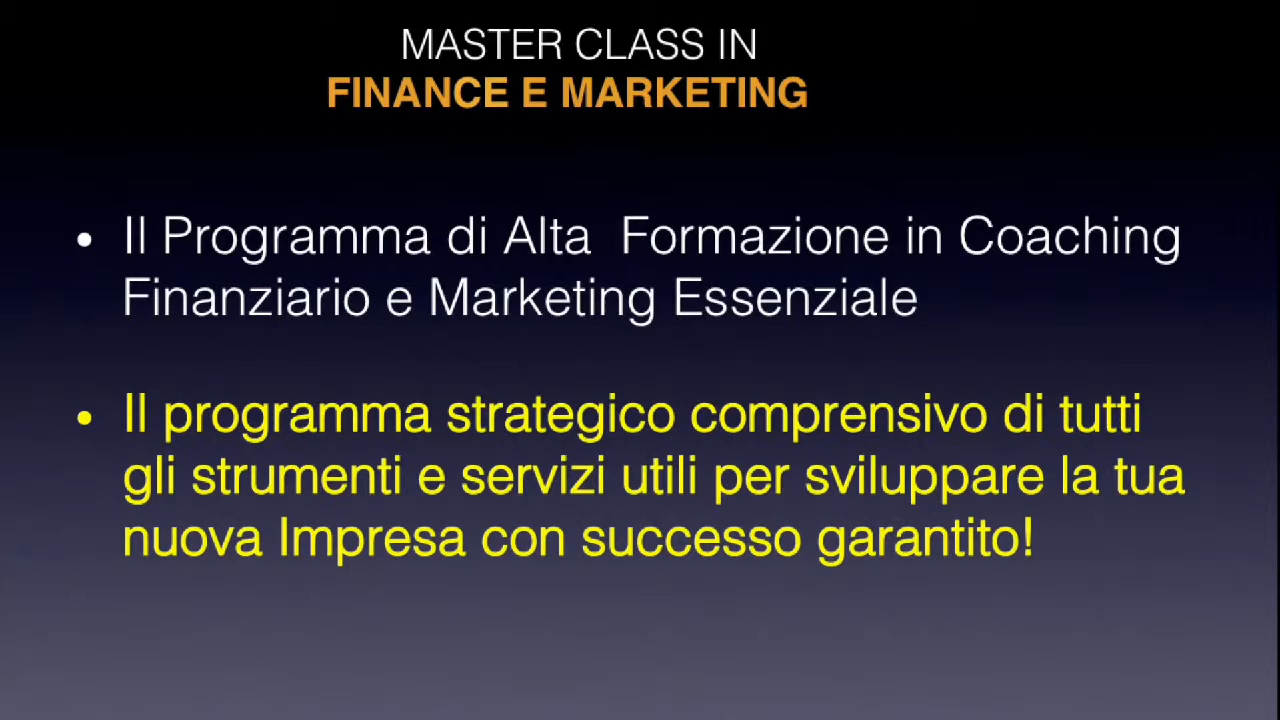 MASTER CLASS IN
FINANCE E MARKETING
• Il Programma di Alta  Formazione in Coaching
Finanziario e Marketing Essenziale
• Il programma strategico comprensivo di tutti
gli strumenti e servizi utili per sviluppare la tua
nuova Impresa con successo garantito!